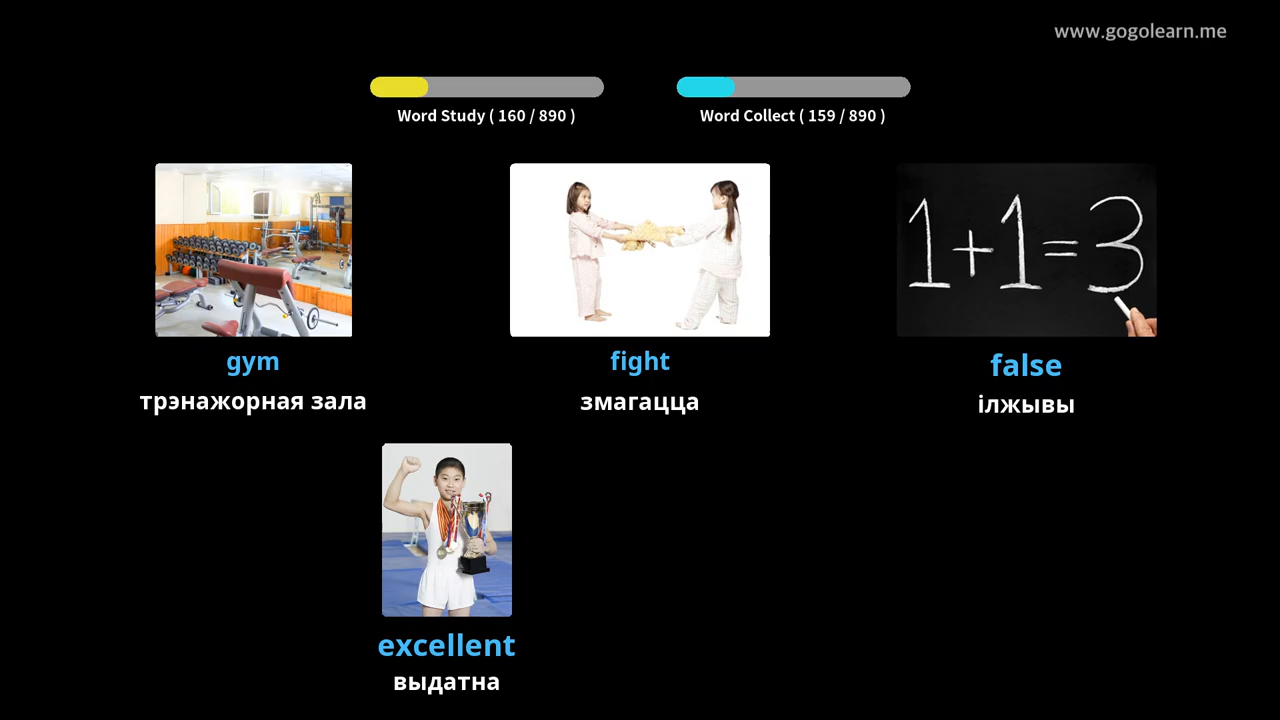 www.gogolearn.me
Word Study ( 160 / 890 )
Word Collect ( 159 / 890 )
1+1=3
gym
fight
false
трэнажорная зала
змагацца
ілжывы
excellent
выдатна